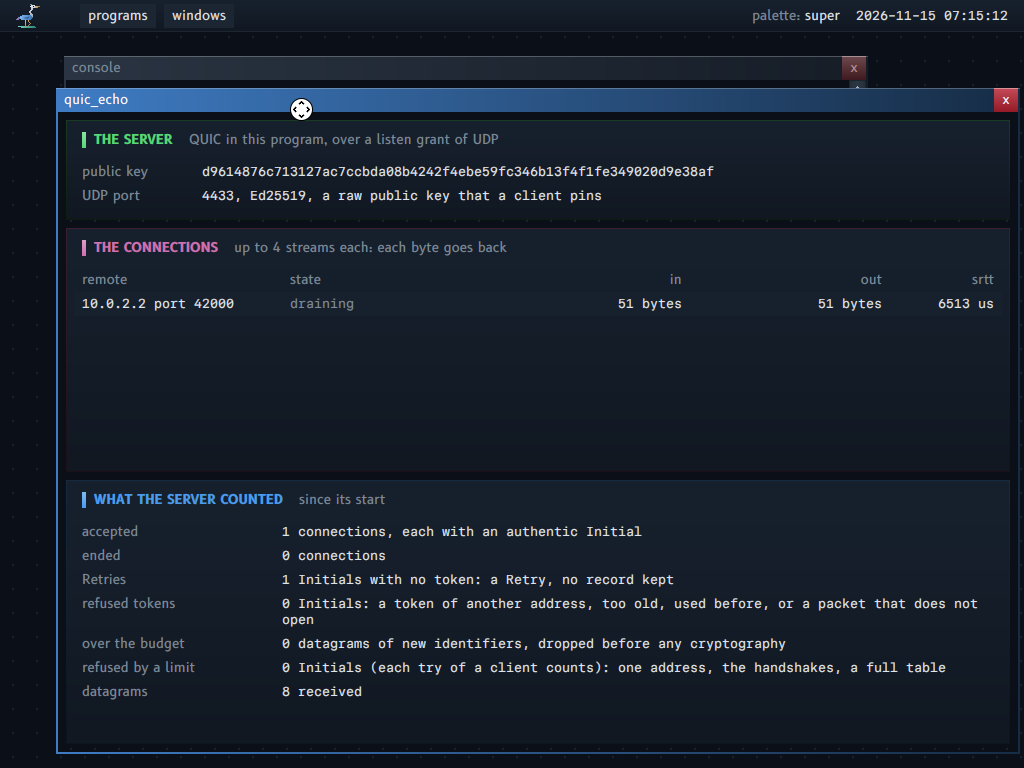 programs windows palette: super 2026-11-15 07:15:12
console x
quic_echo x
THE SERVER QUIC in this program, over a listen grant of UDP
public key d9614876c713127ac7ccbda08b4242f4ebe59fc346b13f4f1fe349020d9e38af
UDP port 4433, Ed25519, a raw public key that a client pins
THE CONNECTIONS up to 4 streams each: each byte goes back
remote state in out srtt
10.0.2.2 port 42000 draining 51 bytes 51 bytes 6513 us
WHAT THE SERVER COUNTED since its start
accepted 1 connections, each with an authentic Initial
ended 0 connections
Retries 1 Initials with no token: a Retry, no record kept
refused tokens 0 Initials: a token of another address, too old, used before, or a packet that does not
open
over the budget 0 datagrams of new identifiers, dropped before any cryptography
refused by a limit 0 Initials (each try of a client counts): one address, the handshakes, a full table
datagrams 8 received